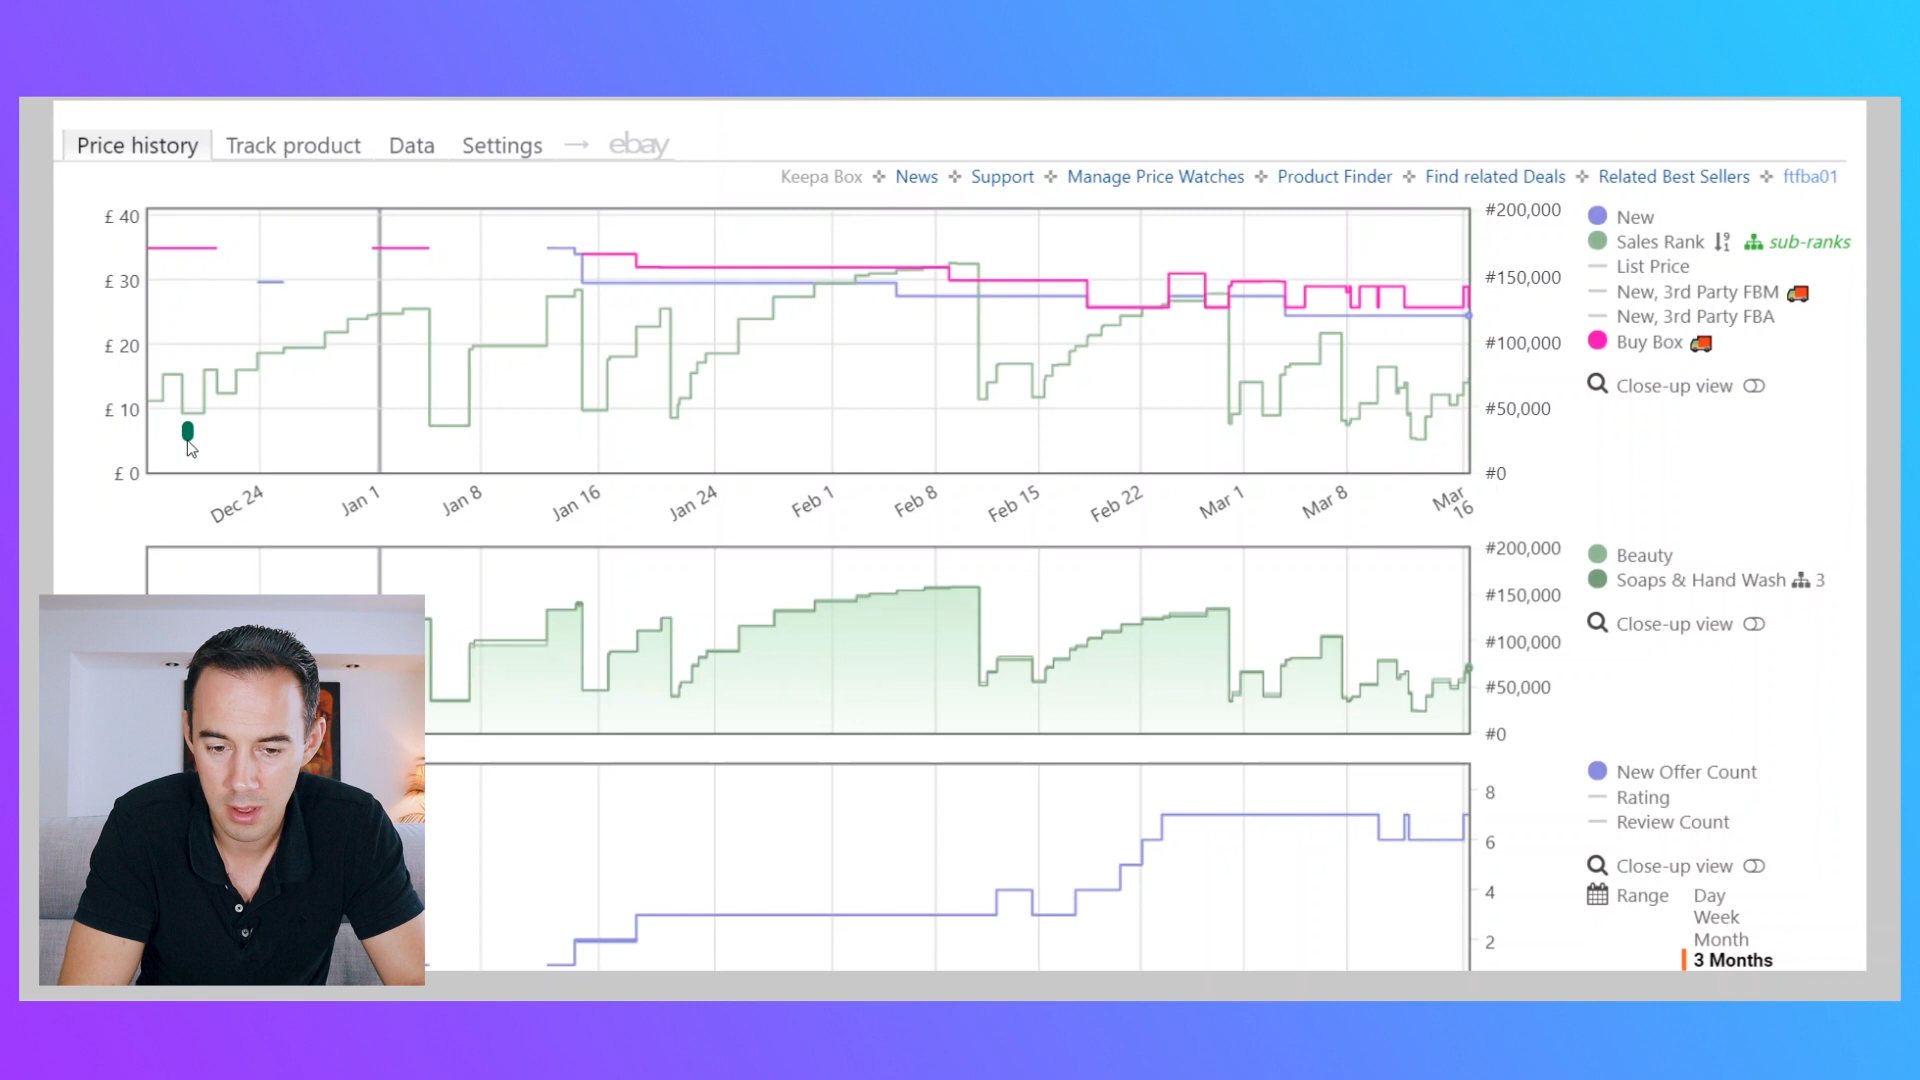 Price history Track product Data Settings → ebay
Keepa Box ✣ News ✣ Support ✣ Manage Price Watches ✣ Product Finder ✣ Find related Deals ✣ Related Best Sellers ✣ ftfba01
£ 40
£ 30
£ 20
£ 10
£ 0
#200,000
#150,000
#100,000
#50,000
#0
New
Sales Rank sub-ranks
List Price
New, 3rd Party FBM
New, 3rd Party FBA
Buy Box
Close-up view
Dec 24 Jan 1 Jan 8 Jan 16 Jan 24 Feb 1 Feb 8 Feb 15 Feb 22 Mar 1 Mar 8 Mar 16
#200,000
#150,000
#100,000
#50,000
#0
Beauty
Soaps & Hand Wash 3
Close-up view
8
6
4
2
New Offer Count
Rating
Review Count
Close-up view
Range Day
Week
Month
3 Months